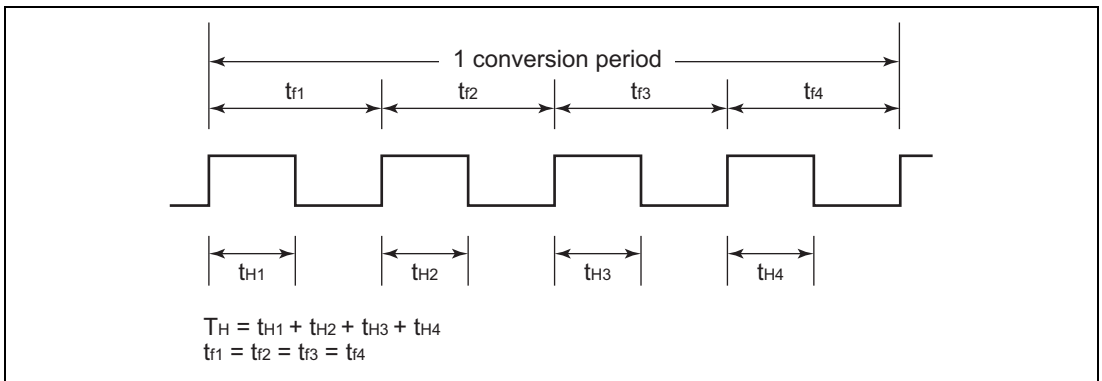 1 conversion period
tf1 tf2 tf3 tf4
tH1 tH2 tH3 tH4
TH = tH1 + tH2 + tH3 + tH4
tf1 = tf2 = tf3 = tf4